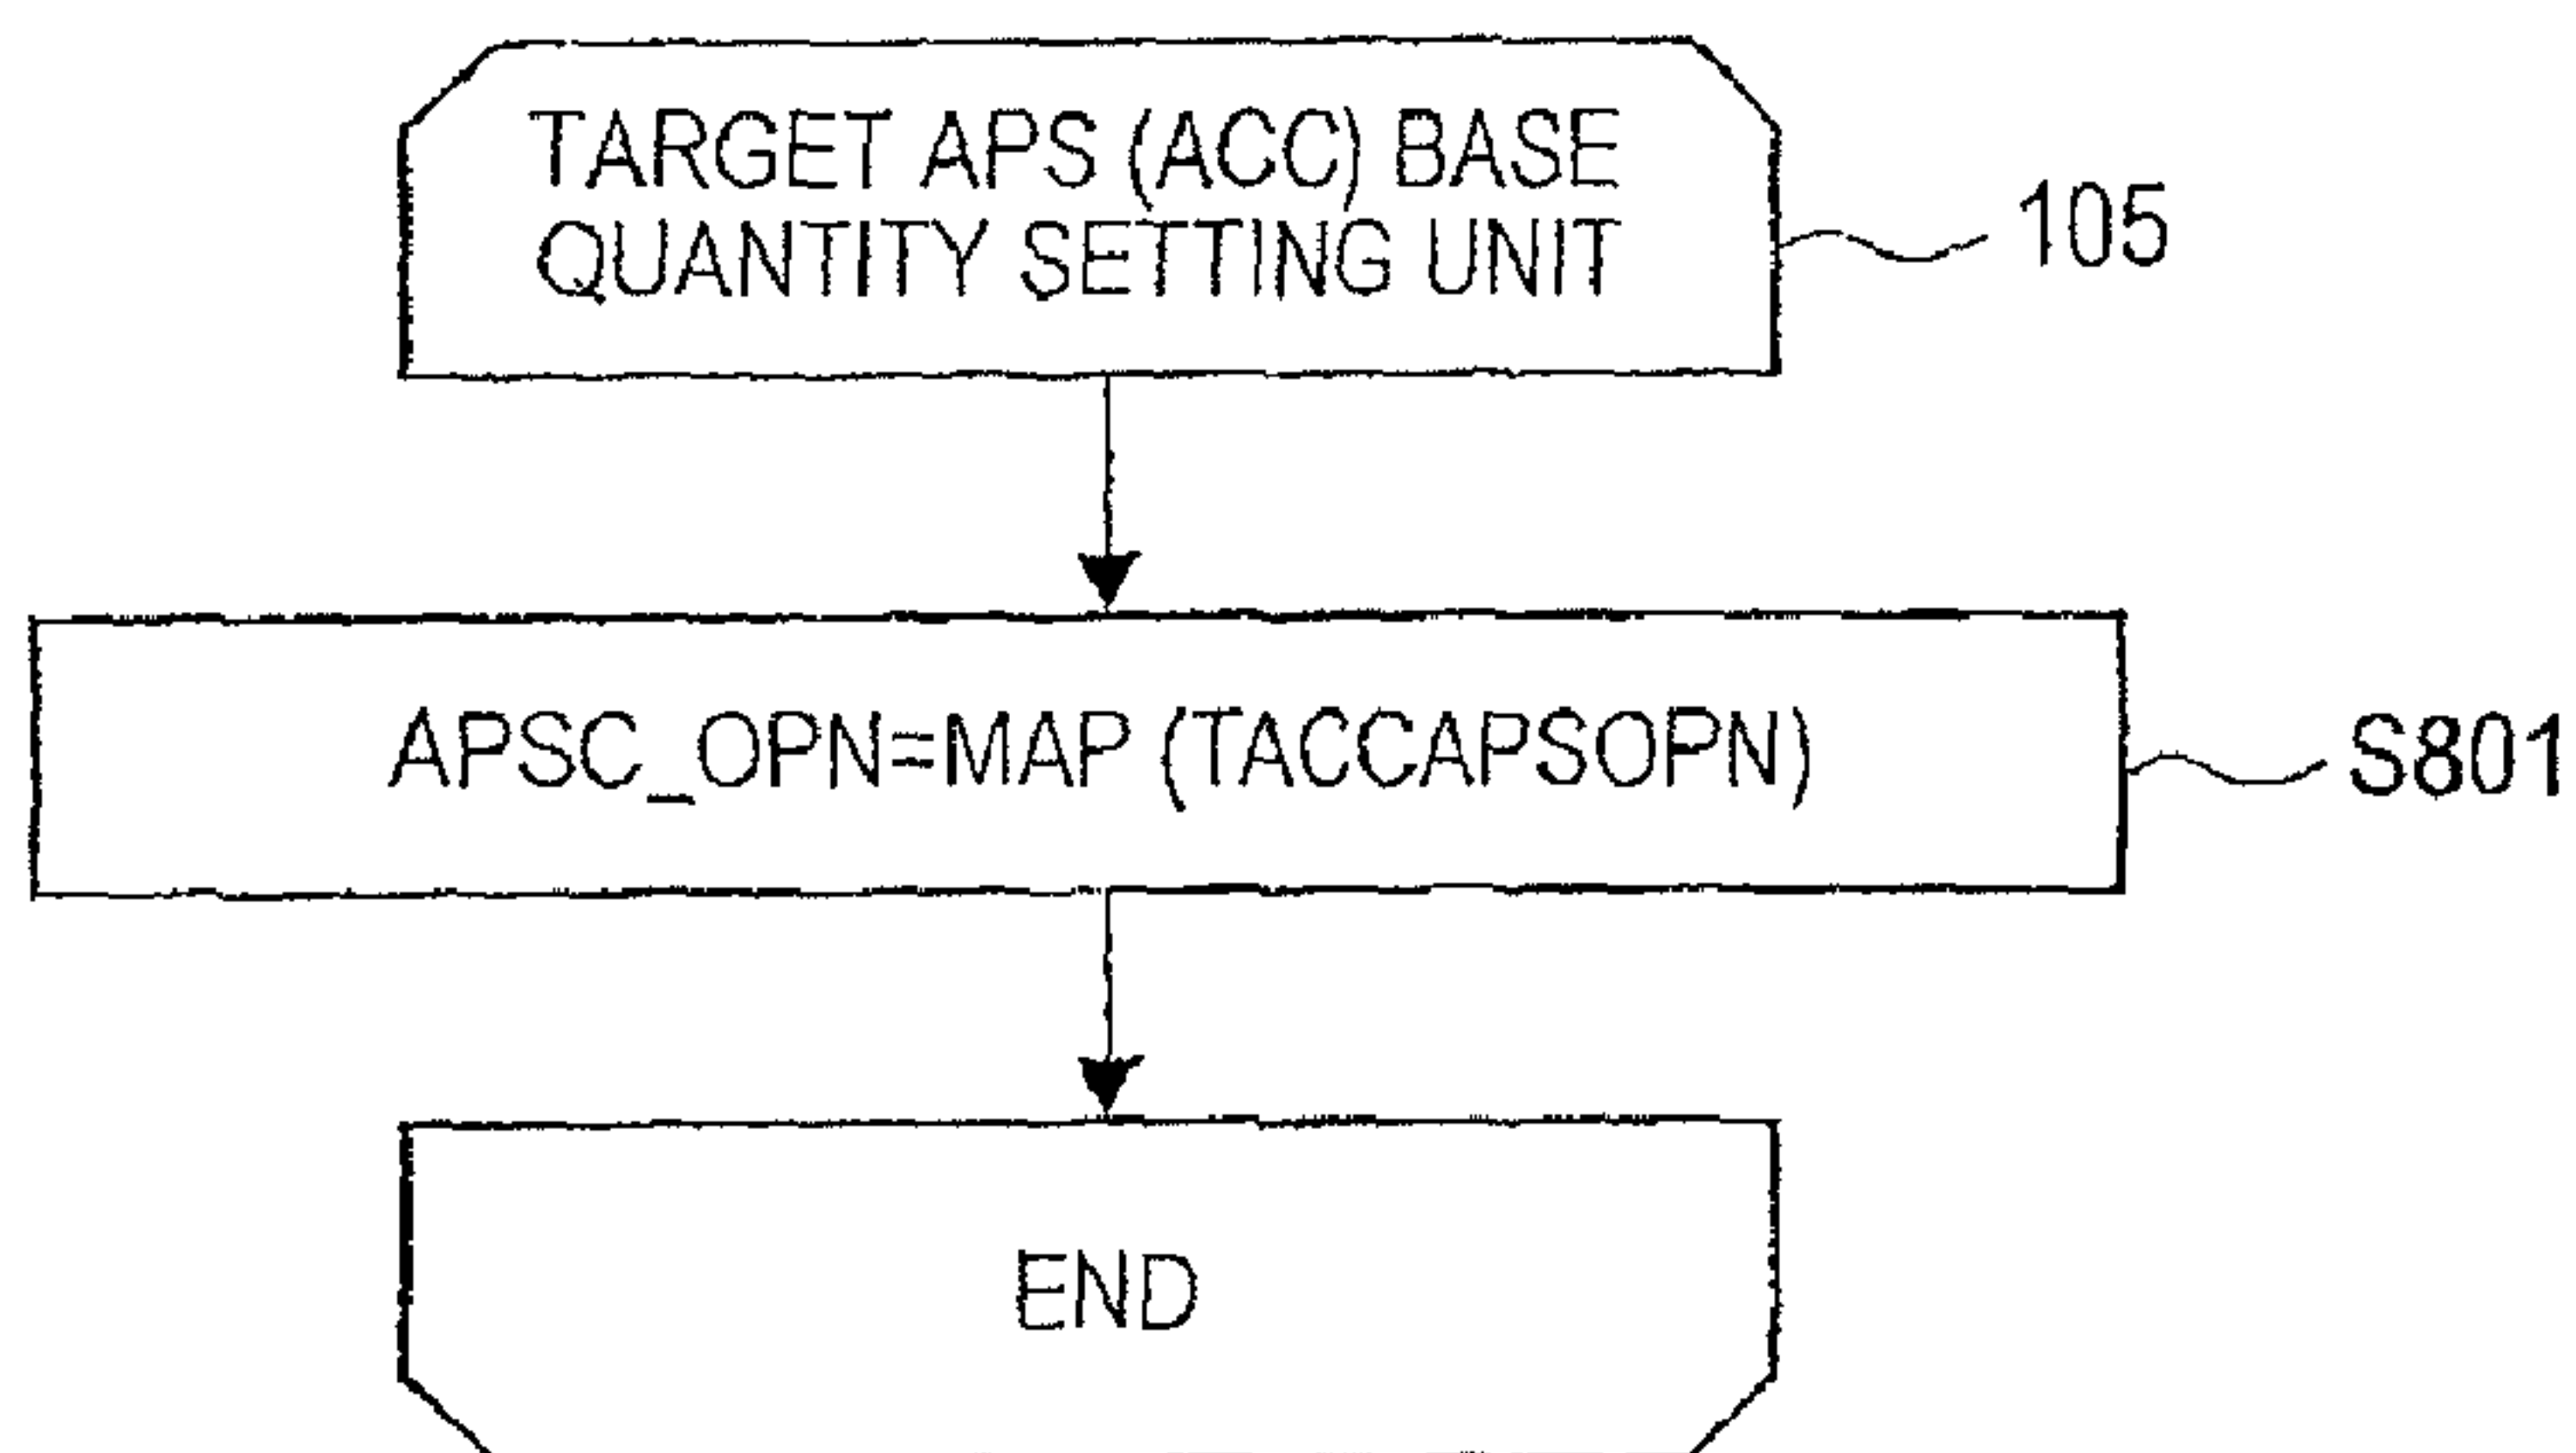 TARGET APS (ACC) BASE
QUANTITY SETTING UNIT
105
APSC_OPN=MAP (TACCAPSOPN)
S801
END